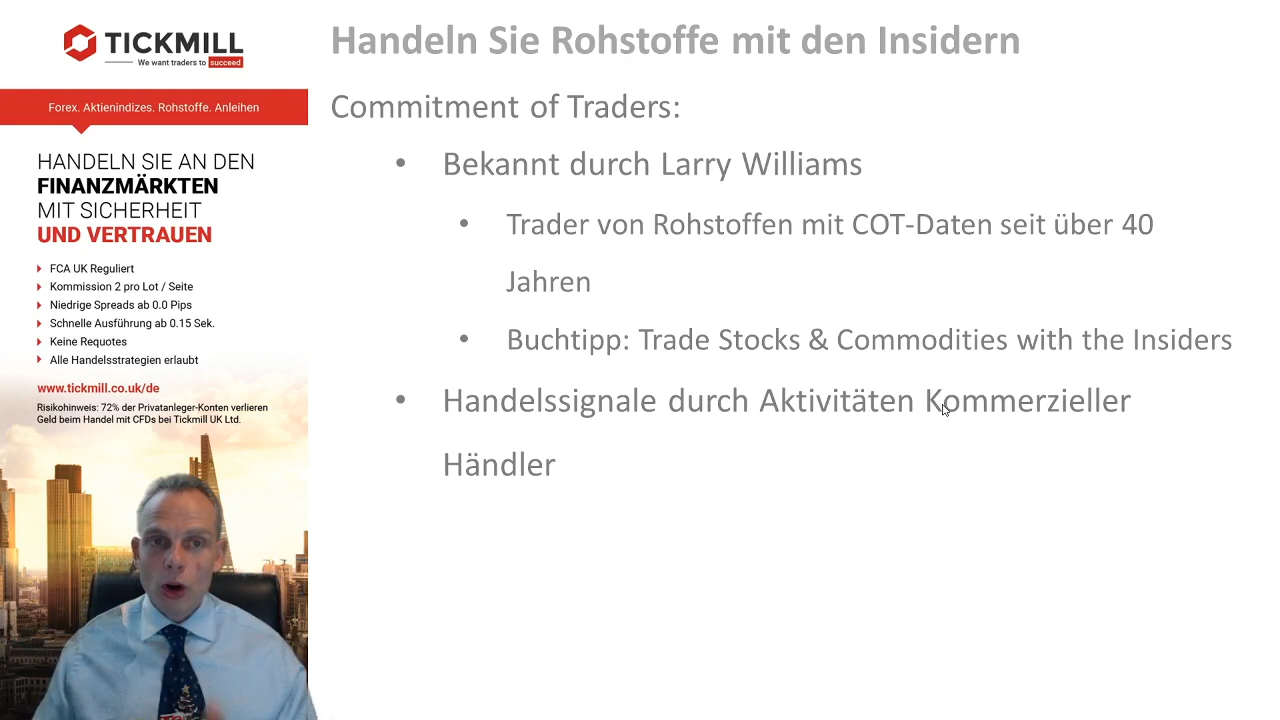 TICKMILL
We want traders to succeed
Forex. Aktienindizes. Rohstoffe. Anleihen
HANDELN SIE AN DEN
FINANZMÄRKTEN
MIT SICHERHEIT
UND VERTRAUEN
FCA UK Reguliert
Kommission 2 pro Lot / Seite
Niedrige Spreads ab 0.0 Pips
Schnelle Ausführung ab 0.15 Sek.
Keine Requotes
Alle Handelsstrategien erlaubt
www.tickmill.co.uk/de
Risikohinweis: 72% der Privatanleger-Konten verlieren
Geld beim Handel mit CFDs bei Tickmill UK Ltd.
Handeln Sie Rohstoffe mit den Insidern
Commitment of Traders:
• Bekannt durch Larry Williams
• Trader von Rohstoffen mit COT-Daten seit über 40
Jahren
• Buchtipp: Trade Stocks & Commodities with the Insiders
• Handelssignale durch Aktivitäten Kommerzieller
Händler